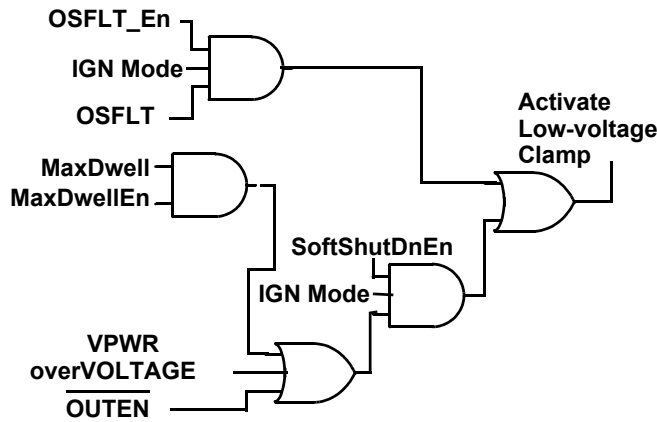 OSFLT_En
IGN Mode
OSFLT
Activate
Low-voltage
Clamp
MaxDwell
MaxDwellEn
SoftShutDnEn
IGN Mode
VPWR
overVOLTAGE
OUTEN